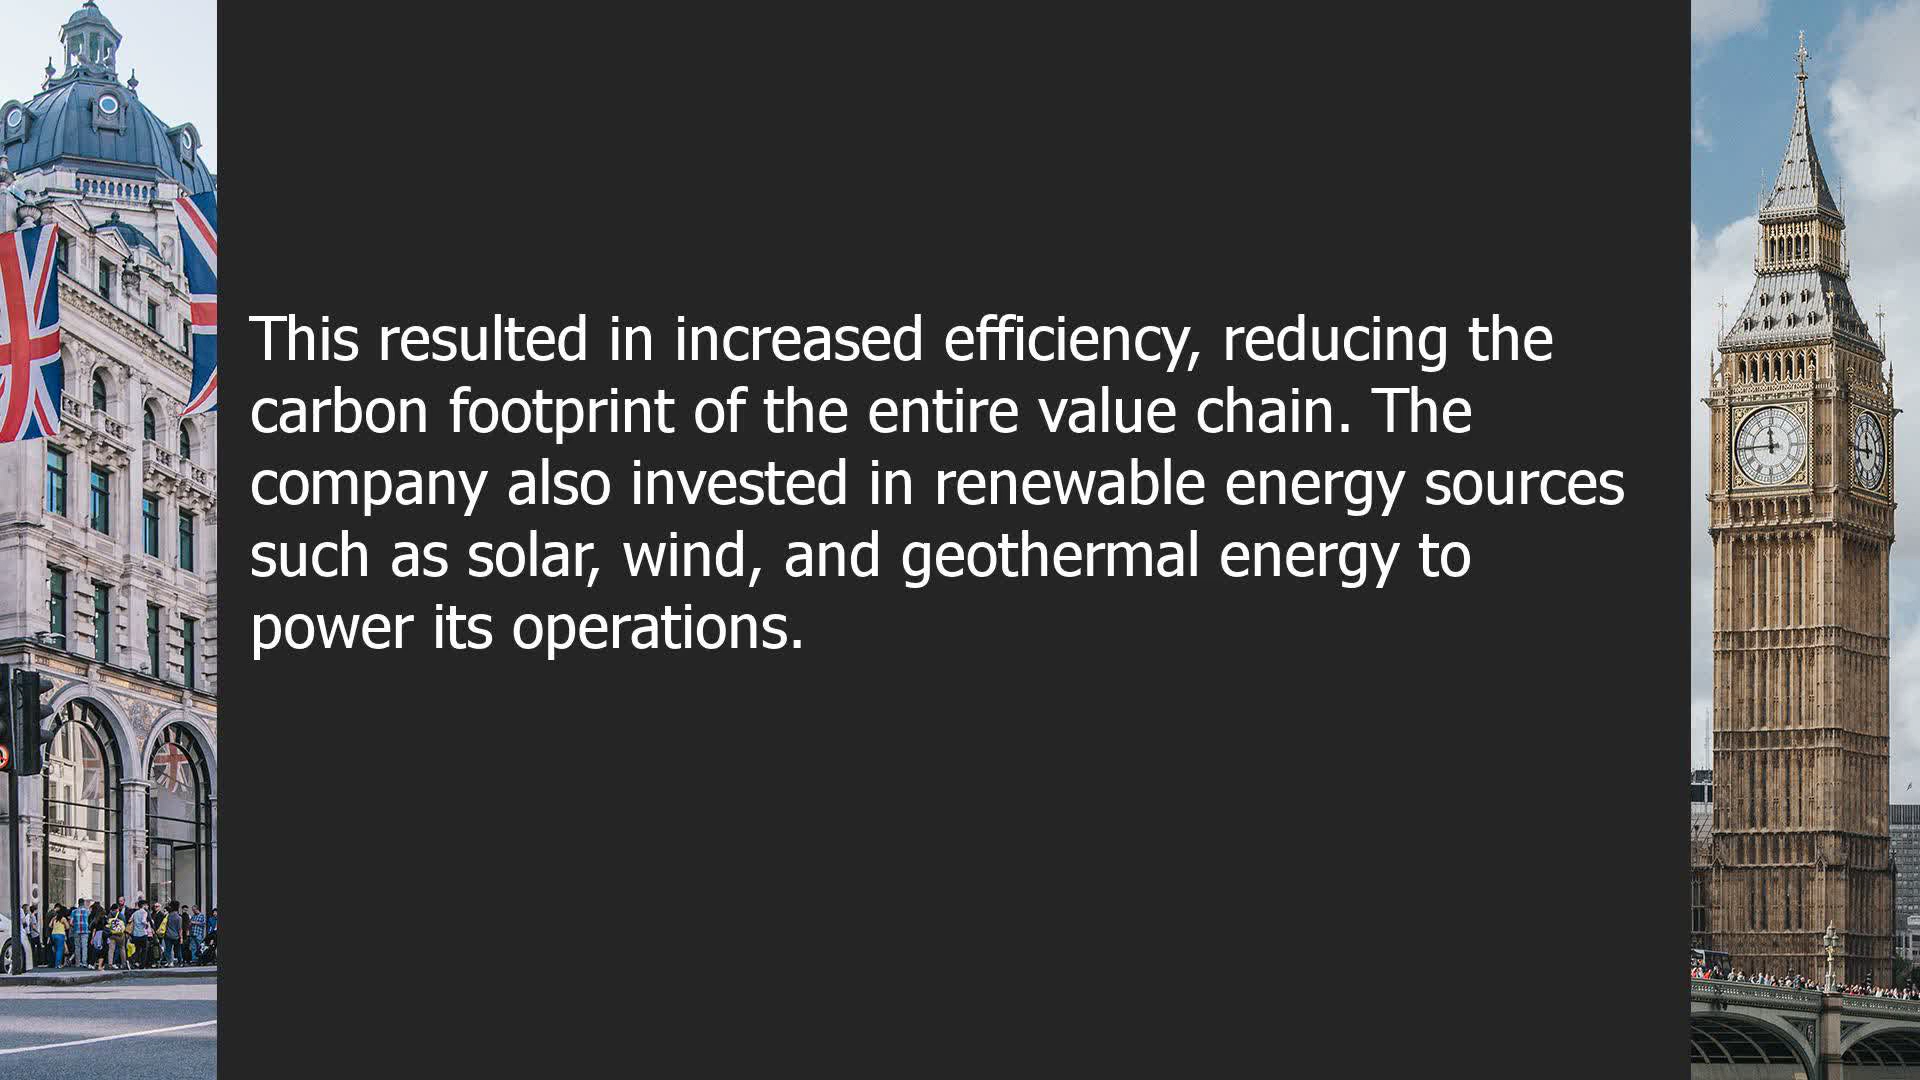 This resulted in increased efficiency, reducing the
carbon footprint of the entire value chain. The
company also invested in renewable energy sources
such as solar, wind, and geothermal energy to
power its operations.